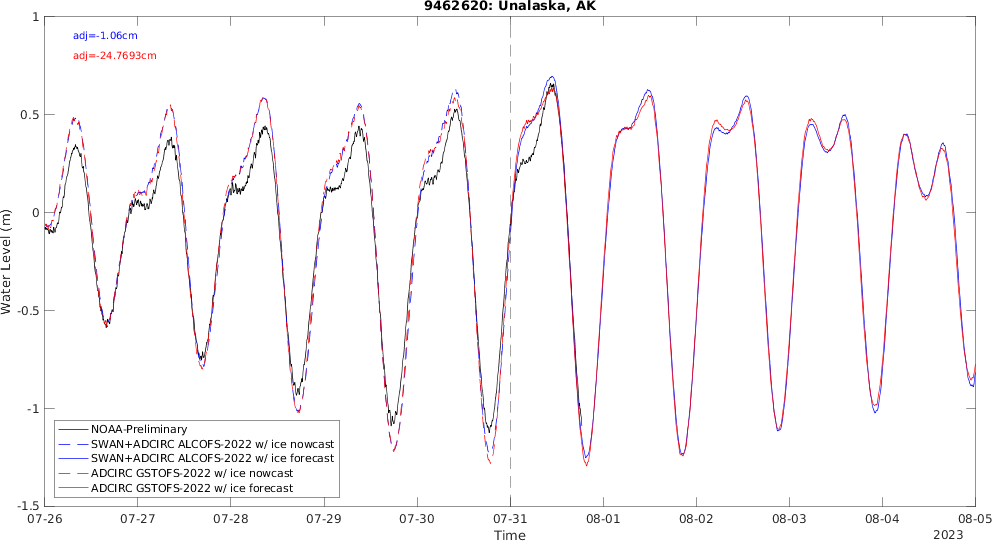 9462620: Unalaska, AK
adj=-1.06cm
adj=-24.7693cm
1
0.5
0
-0.5
-1
-1.5
Water Level (m)
NOAA-Preliminary
SWAN+ADCIRC ALCOFS-2022 w/ ice nowcast
SWAN+ADCIRC ALCOFS-2022 w/ ice forecast
ADCIRC GSTOFS-2022 w/ ice nowcast
ADCIRC GSTOFS-2022 w/ ice forecast
07-26 07-27 07-28 07-29 07-30 07-31 08-01 08-02 08-03 08-04 08-05
Time
2023